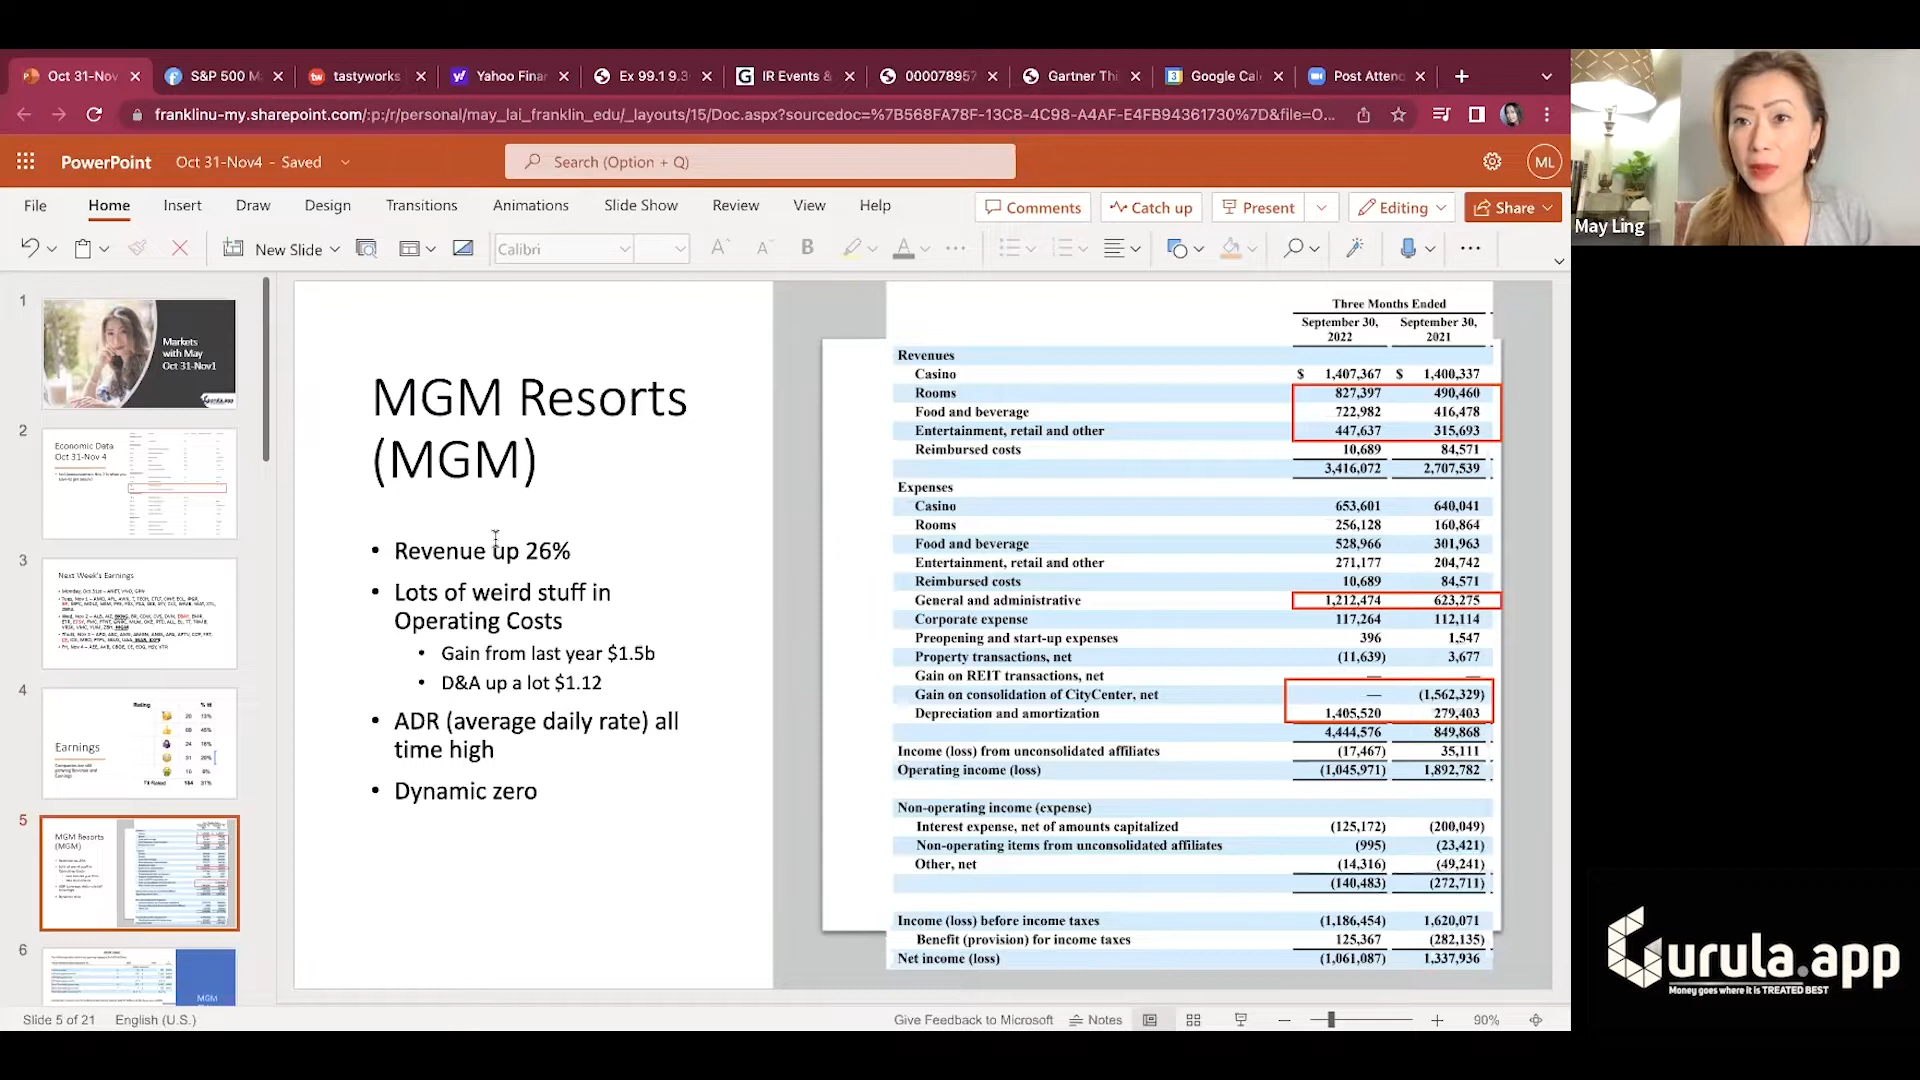 Oct 31-Nov
S&P 500 M
tastyworks
Yahoo Finar
Ex 99.1 9.3
IR Events &
000078957
Gartner Thi
Google Cal
Post Attend
franklinu-my.sharepoint.com/:p:/r/personal/may_lai_franklin_edu/_layouts/15/Doc.aspx?sourcedoc=%7B568FA78F-13C8-4C98-A4AF-E4FB94361730%7D&file=O...
PowerPoint Oct 31-Nov4 - Saved
Search (Option + Q)
ML
File Home Insert Draw Design Transitions Animations Slide Show Review View Help
Comments Catch up Present Editing Share
New Slide Calibri
May Ling
1
Markets
with May
Oct 31-Nov1
2
Economic Data
Oct 31-Nov 4
3
Next Week's Earnings
4
Earnings
Rating
5
MGM Resorts
(MGM)
6
MGM
MGM Resorts
(MGM)
• Revenue up 26%
• Lots of weird stuff in
Operating Costs
• Gain from last year $1.5b
• D&A up a lot $1.12
• ADR (average daily rate) all
time high
• Dynamic zero
Three Months Ended
September 30, September 30,
2022 2021
Revenues
Casino $ 1,407,367 $ 1,400,337
Rooms 827,397 490,460
Food and beverage 722,982 416,478
Entertainment, retail and other 447,637 315,693
Reimbursed costs 10,689 84,571
3,416,072 2,707,539
Expenses
Casino 653,601 640,041
Rooms 256,128 160,864
Food and beverage 528,966 301,963
Entertainment, retail and other 271,177 204,742
Reimbursed costs 10,689 84,571
General and administrative 1,212,474 623,275
Corporate expense 117,264 112,114
Preopening and start-up expenses 396 1,547
Property transactions, net (11,639) 3,677
Gain on REIT transactions, net — —
Gain on consolidation of CityCenter, net — (1,562,329)
Depreciation and amortization 1,405,520 279,403
4,444,576 849,868
Income (loss) from unconsolidated affiliates (17,467) 35,111
Operating income (loss) (1,045,971) 1,892,782
Non-operating income (expense)
Interest expense, net of amounts capitalized (125,172) (200,049)
Non-operating items from unconsolidated affiliates (995) (23,421)
Other, net (14,316) (49,241)
(140,483) (272,711)
Income (loss) before income taxes (1,186,454) 1,620,071
Benefit (provision) for income taxes 125,367 (282,135)
Net income (loss) (1,061,087) 1,337,936
Gurula.app
Money goes where it is TREATED BEST
Slide 5 of 21 English (U.S.)
Give Feedback to Microsoft Notes 90%